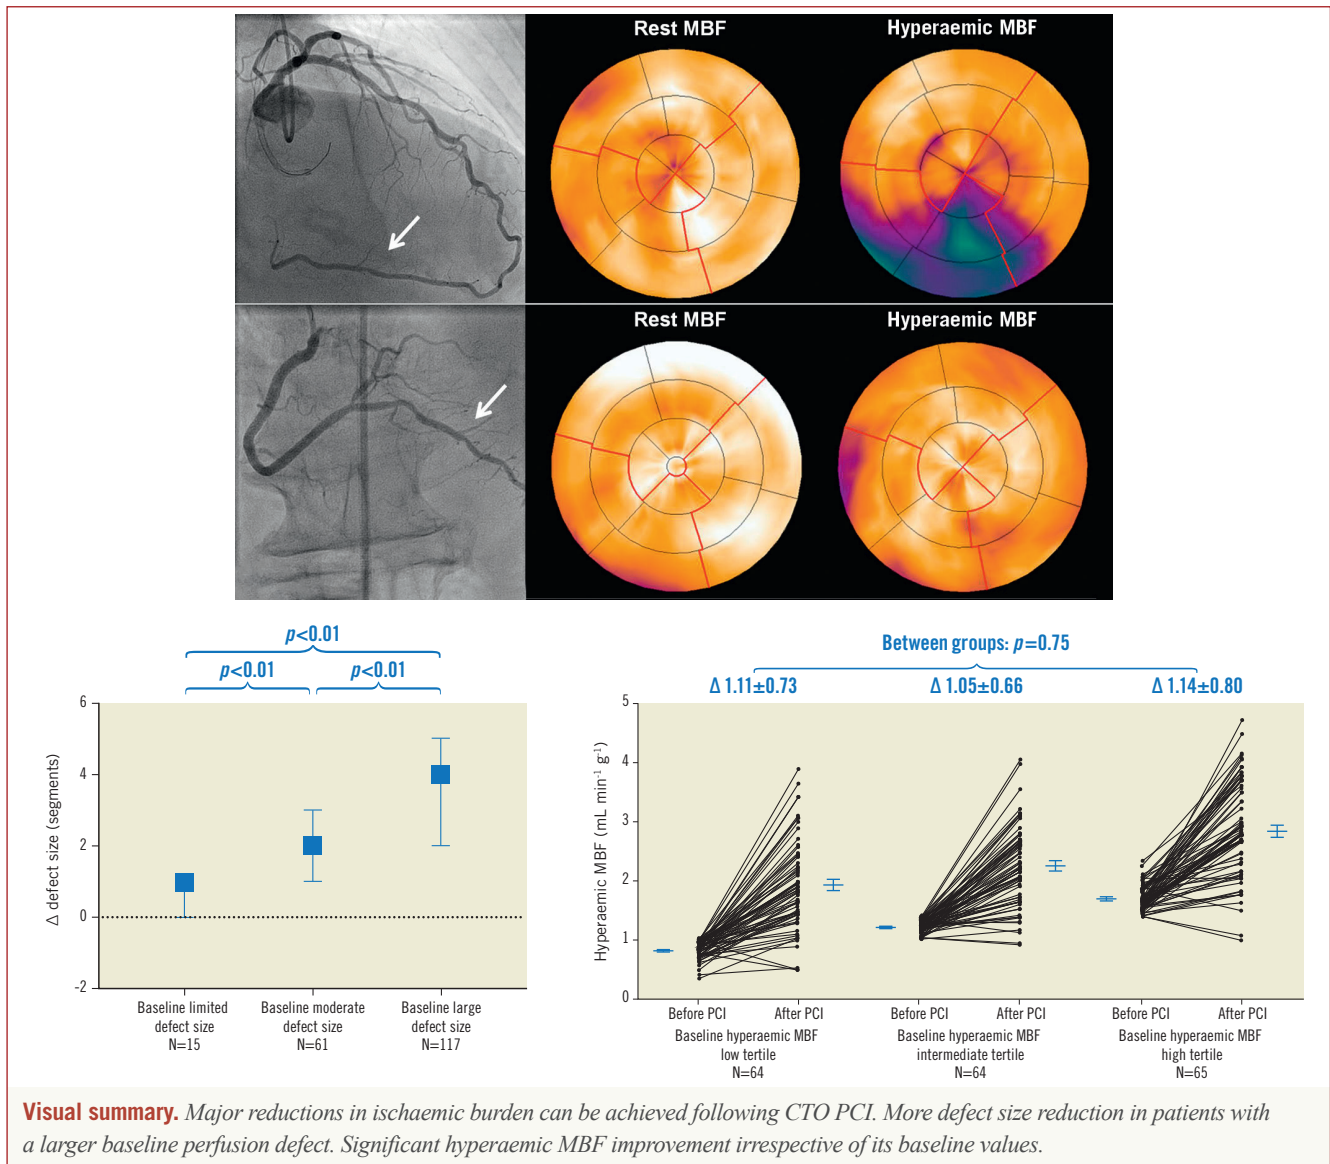 Rest MBF
Hyperaemic MBF
Rest MBF
Hyperaemic MBF
p<0.01
p<0.01
p<0.01
6
4
2
0
-2
Δ defect size (segments)
Baseline limited
defect size
N=15
Baseline moderate
defect size
N=61
Baseline large
defect size
N=117
Between groups: p=0.75
Δ 1.11±0.73
Δ 1.05±0.66
Δ 1.14±0.80
5
4
3
2
1
0
Hyperaemic MBF (mL min⁻¹ g⁻¹)
Before PCI
After PCI
Before PCI
After PCI
Before PCI
After PCI
Baseline hyperaemic MBF
low tertile
N=64
Baseline hyperaemic MBF
intermediate tertile
N=64
Baseline hyperaemic MBF
high tertile
N=65
Visual summary. Major reductions in ischaemic burden can be achieved following CTO PCI. More defect size reduction in patients with
a larger baseline perfusion defect. Significant hyperaemic MBF improvement irrespective of its baseline values.